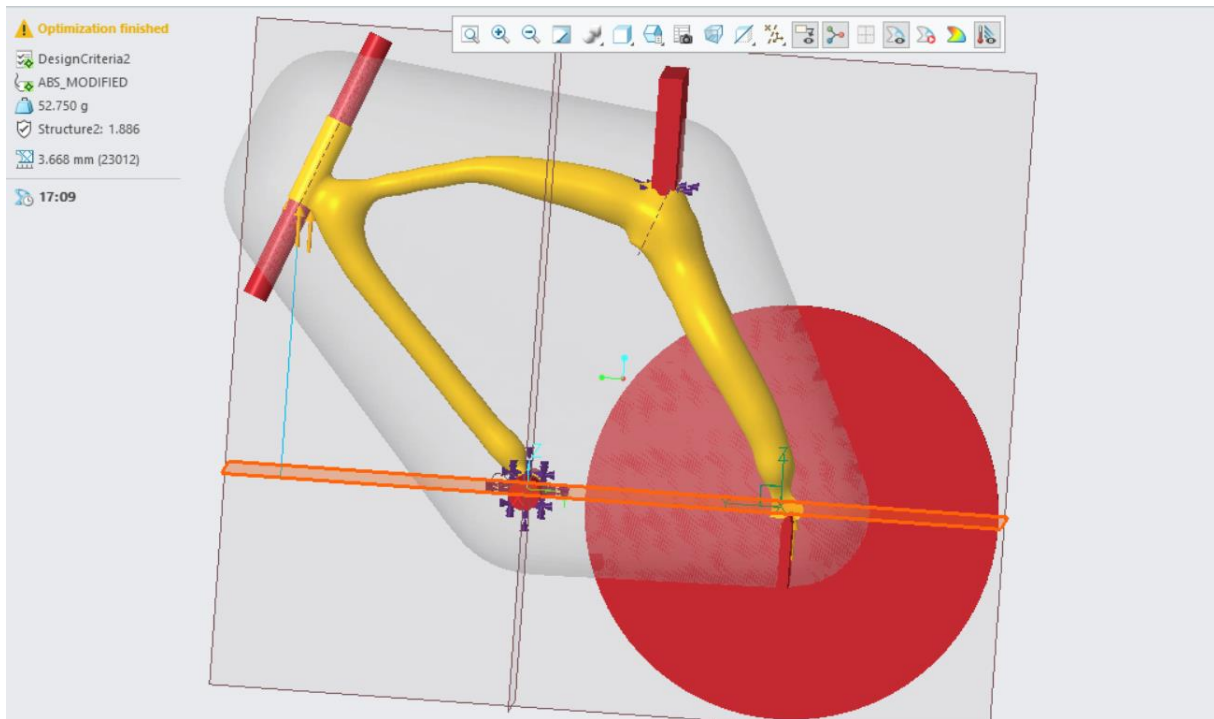 Optimization finished
DesignCriteria2
ABS_MODIFIED
52.750 g
Structure2: 1.886
3.668 mm (23012)
17:09
Z
Z